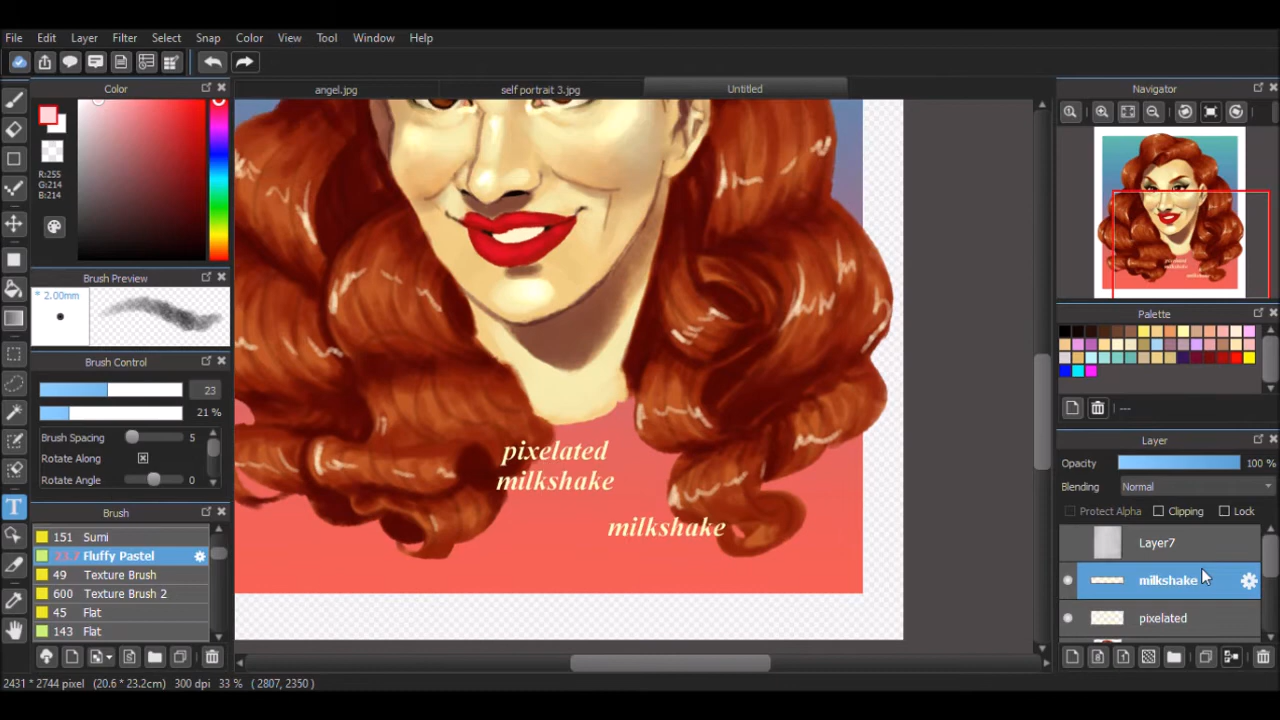 File Edit Layer Filter Select Snap Color View Tool Window Help
Color
angel.jpg
self portrait 3.jpg
Untitled
Navigator
R:255
G:214
B:214
Brush Preview
* 2.00mm
Palette
Brush Control
23
21 %
Brush Spacing 5
Rotate Along
Rotate Angle 0
---
Layer
Opacity 100 %
Blending Normal
Protect Alpha Clipping Lock
Layer7
milkshake
pixelated
pixelated
milkshake
milkshake
Brush
151 Sumi
23.7 Fluffy Pastel
49 Texture Brush
600 Texture Brush 2
45 Flat
143 Flat
2431 * 2744 pixel (20.6 * 23.2cm) 300 dpi 33 % ( 2807, 2350 )